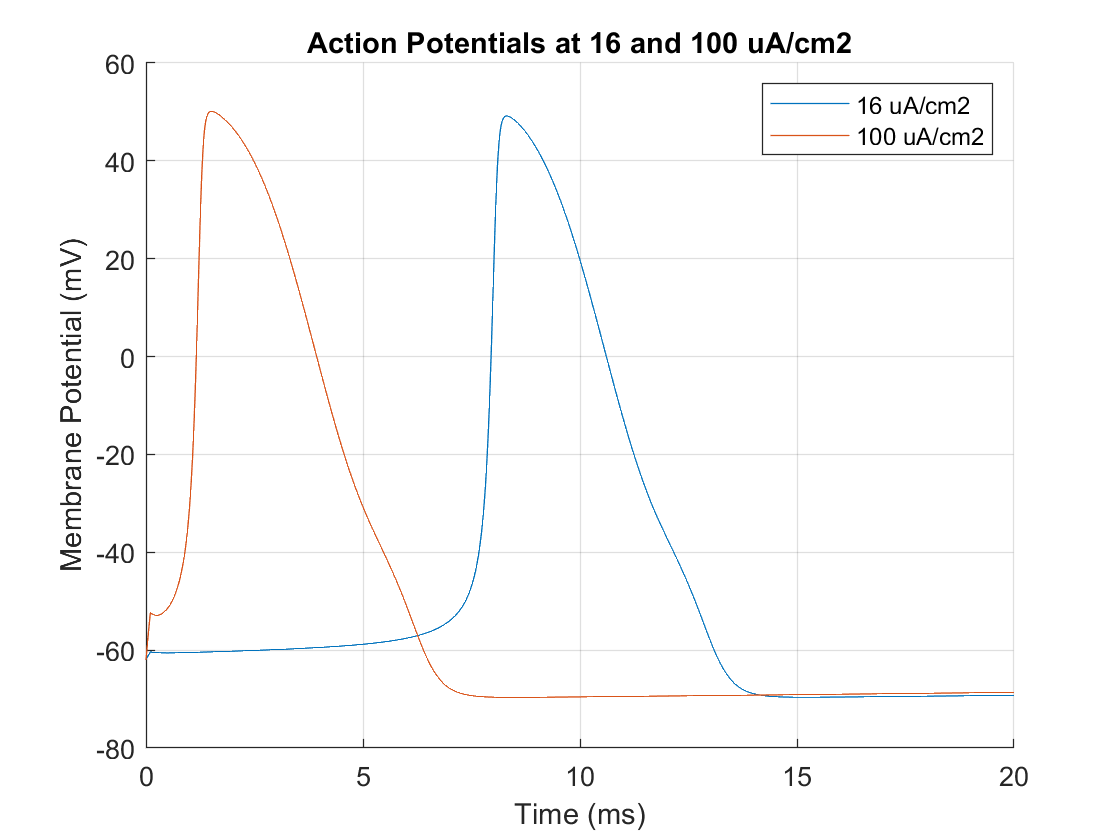 Action Potentials at 16 and 100 uA/cm2
60
40
20
0
-20
-40
-60
-80
Membrane Potential (mV)
16 uA/cm2
100 uA/cm2
0 5 10 15 20
Time (ms)